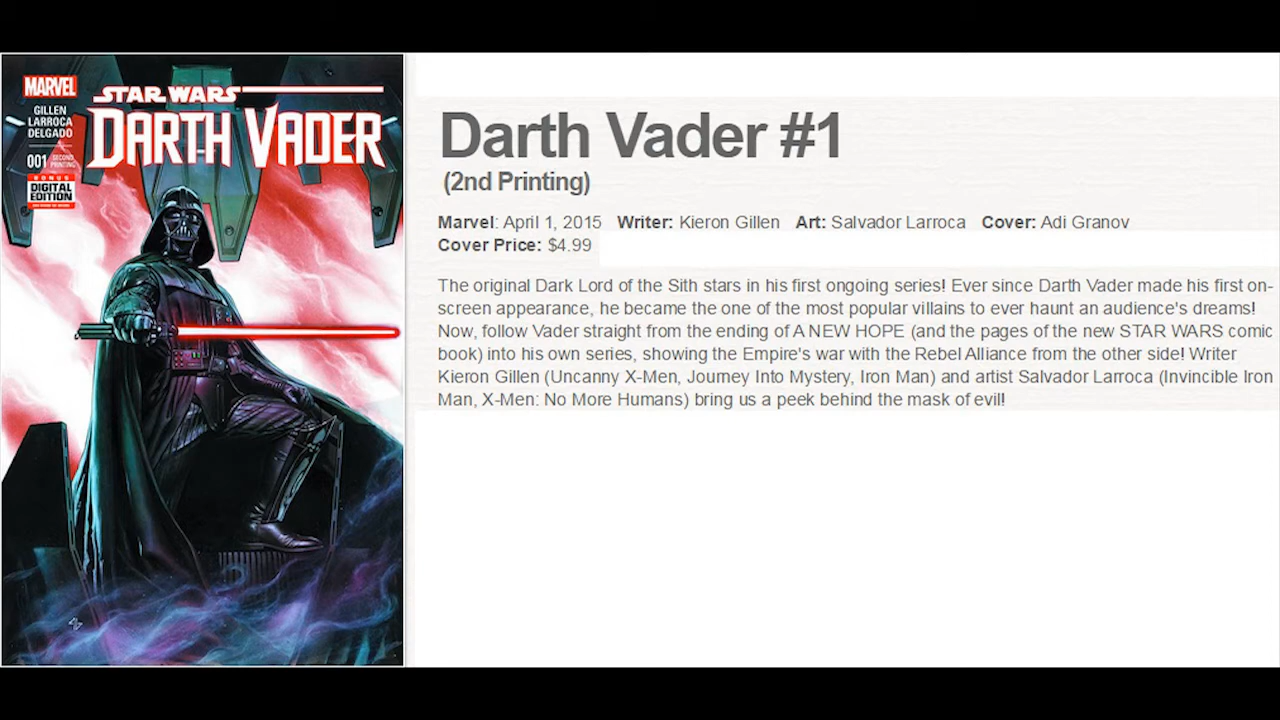 MARVEL
STAR WARS
DARTH VADER
GILLEN
LARROCA
DELGADO
001 SECOND
PRINTING
BONUS
DIGITAL
EDITION
Darth Vader #1
(2nd Printing)
Marvel: April 1, 2015 Writer: Kieron Gillen Art: Salvador Larroca Cover: Adi Granov
Cover Price: $4.99
The original Dark Lord of the Sith stars in his first ongoing series! Ever since Darth Vader made his first on-
screen appearance, he became the one of the most popular villains to ever haunt an audience's dreams!
Now, follow Vader straight from the ending of A NEW HOPE (and the pages of the new STAR WARS comic
book) into his own series, showing the Empire's war with the Rebel Alliance from the other side! Writer
Kieron Gillen (Uncanny X-Men, Journey Into Mystery, Iron Man) and artist Salvador Larroca (Invincible Iron
Man, X-Men: No More Humans) bring us a peek behind the mask of evil!